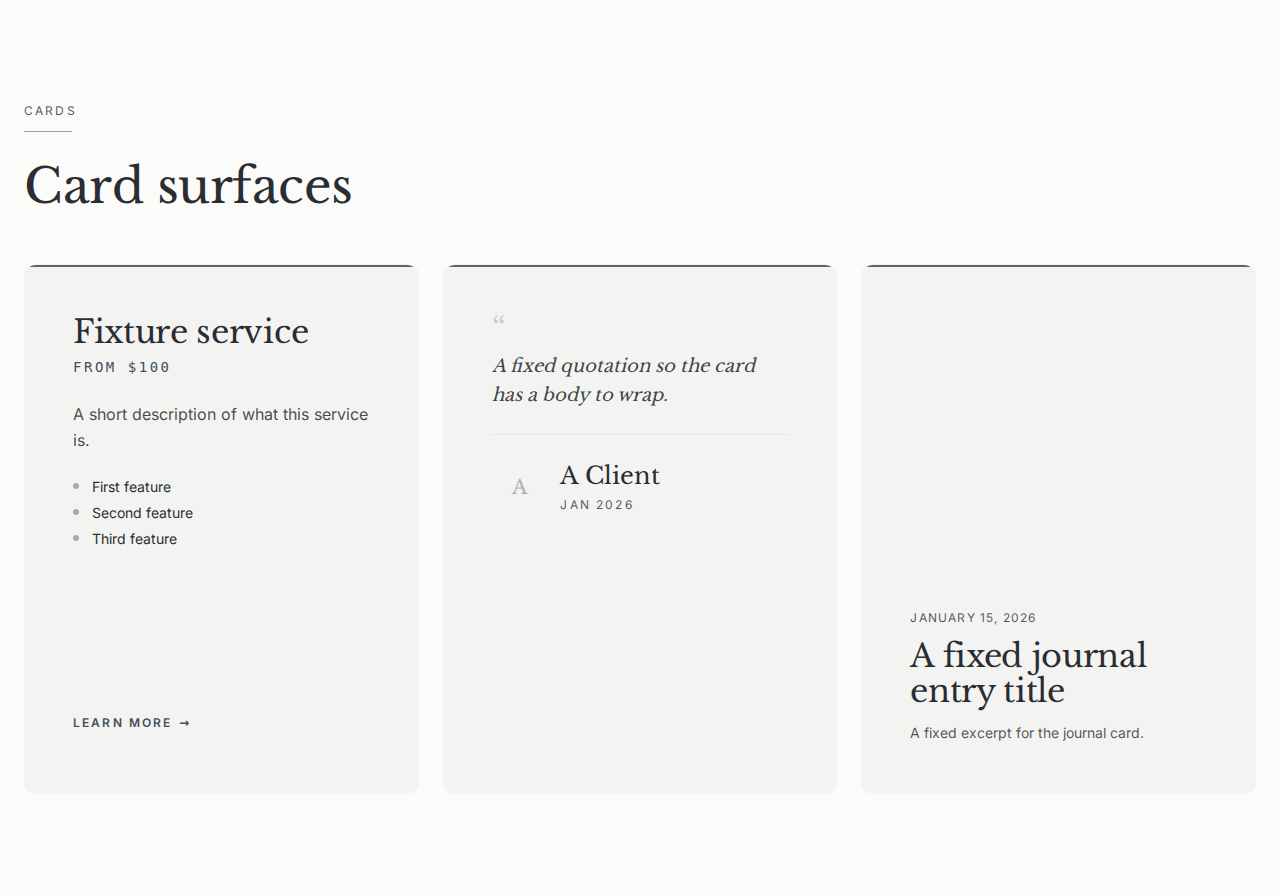 CARDS
Card surfaces
Fixture service
FROM $100
A short description of what this service
is.
First feature
Second feature
Third feature
LEARN MORE →
“
A fixed quotation so the card
has a body to wrap.
A
A Client
JAN 2026
JANUARY 15, 2026
A fixed journal
entry title
A fixed excerpt for the journal card.